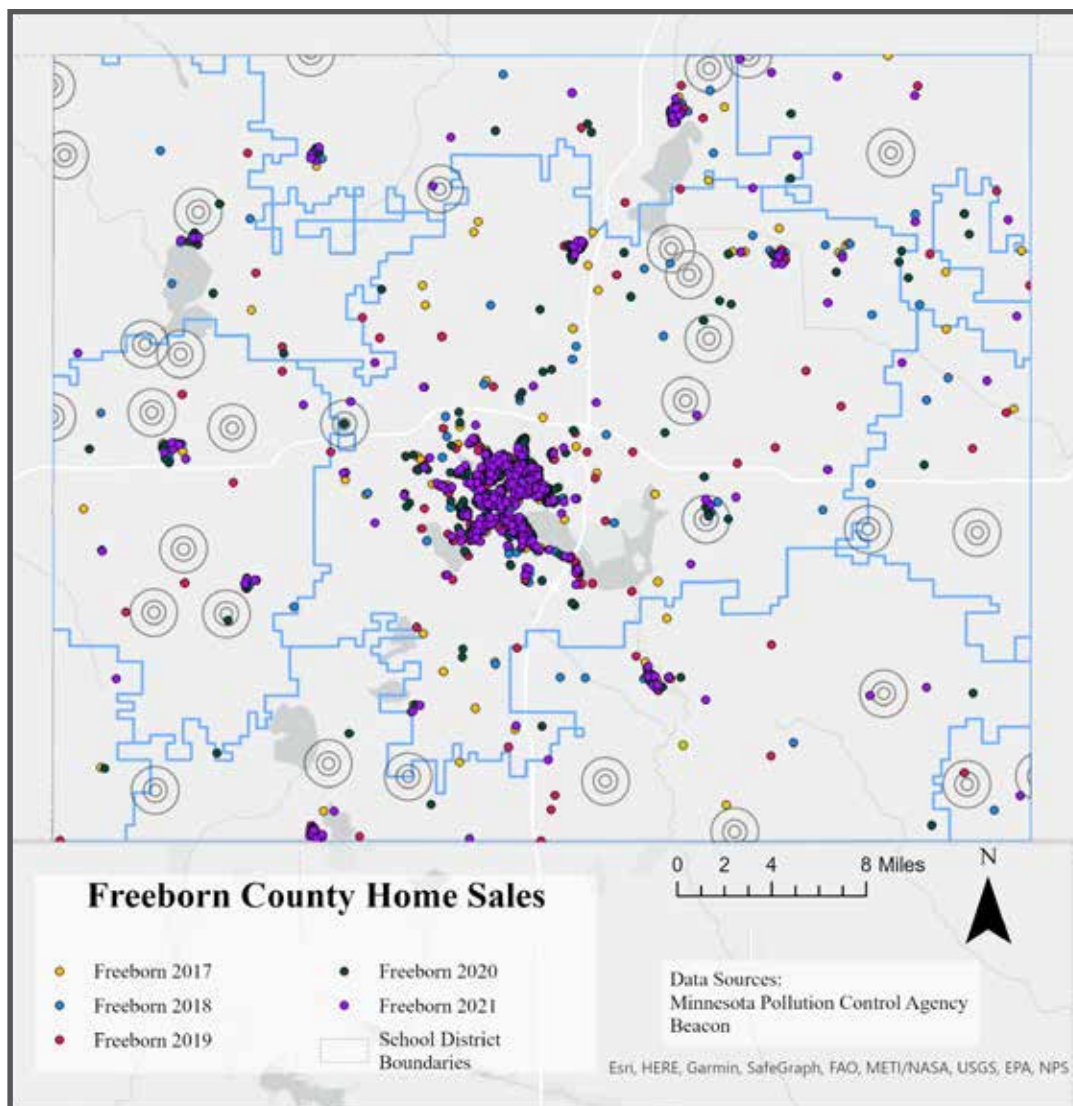 0 2 4 8 Miles
N
Freeborn County Home Sales
Freeborn 2017
Freeborn 2018
Freeborn 2019
Freeborn 2020
Freeborn 2021
School District
Boundaries
Data Sources:
Minnesota Pollution Control Agency
Beacon
Esri, HERE, Garmin, SafeGraph, FAO, METI/NASA, USGS, EPA, NPS